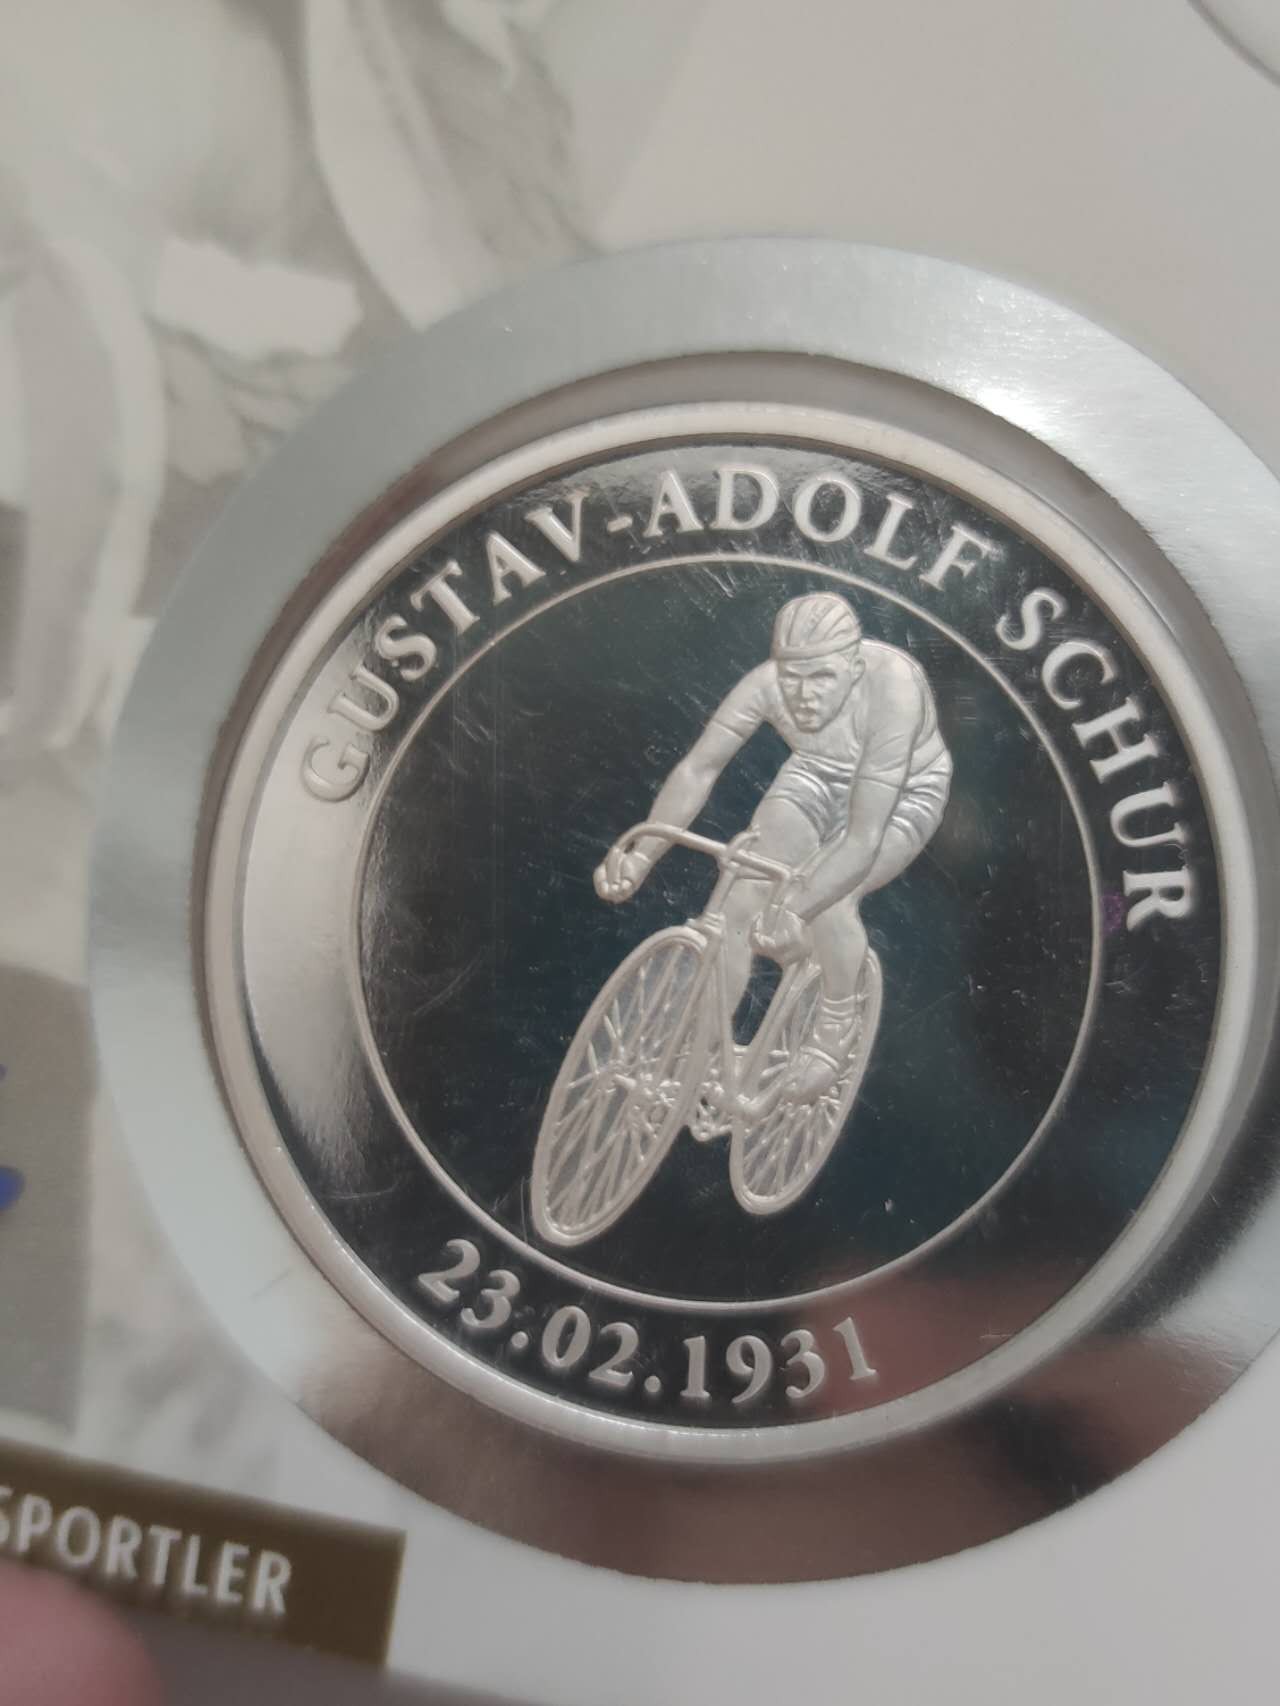 GUSTAV-ADOLF SCHUR
23.02.1931
SPORTLER